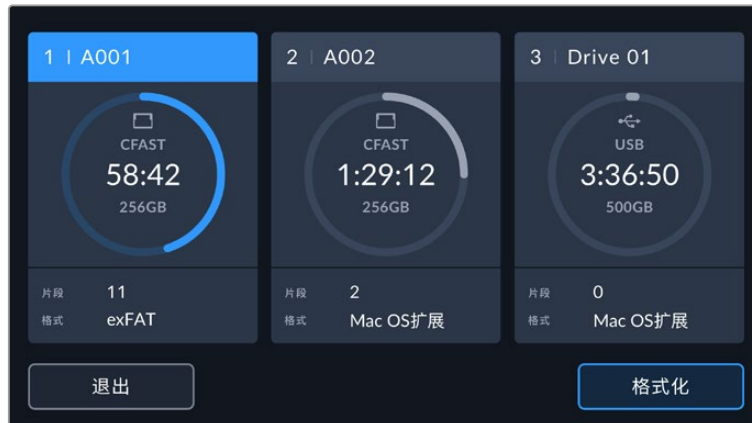 1 | A001
CFAST
58:42
256GB
片段 11
格式 exFAT
2 | A002
CFAST
1:29:12
256GB
片段 2
格式 Mac OS扩展
3 | Drive 01
USB
3:36:50
500GB
片段 0
格式 Mac OS扩展
退出
格式化